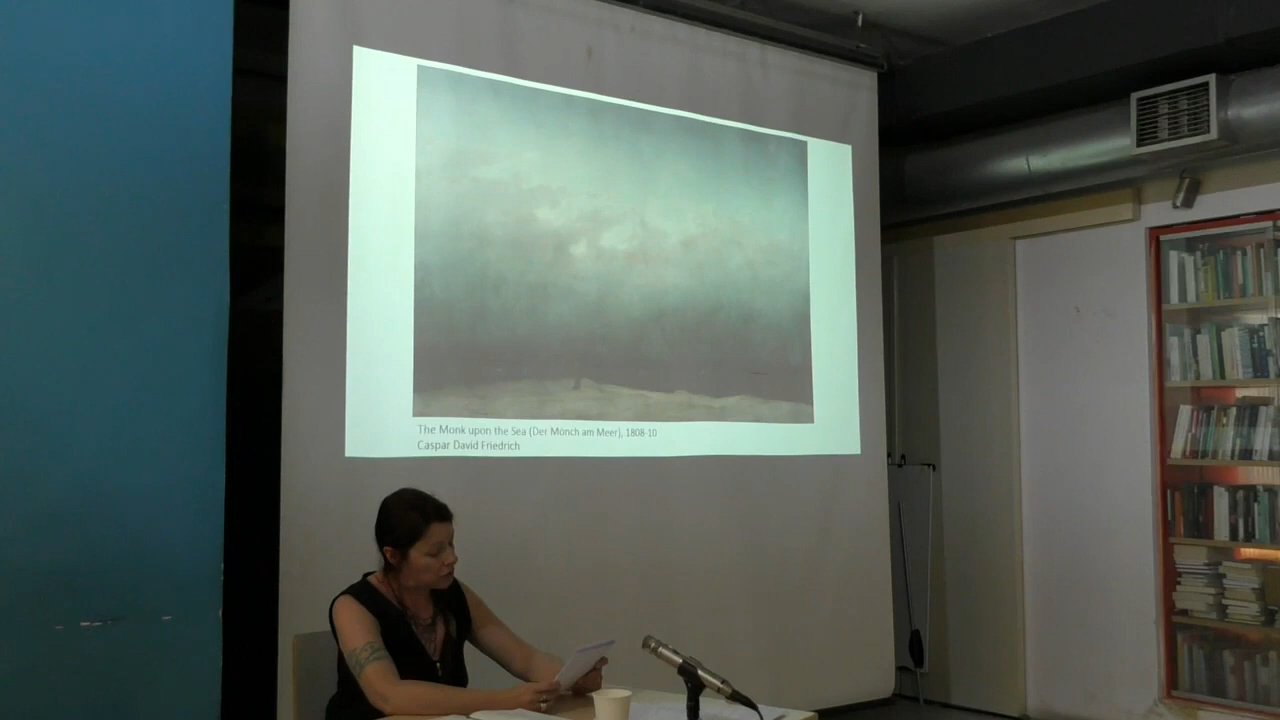 The Monk upon the Sea (Der Mönch am Meer), 1808-10
Caspar David Friedrich